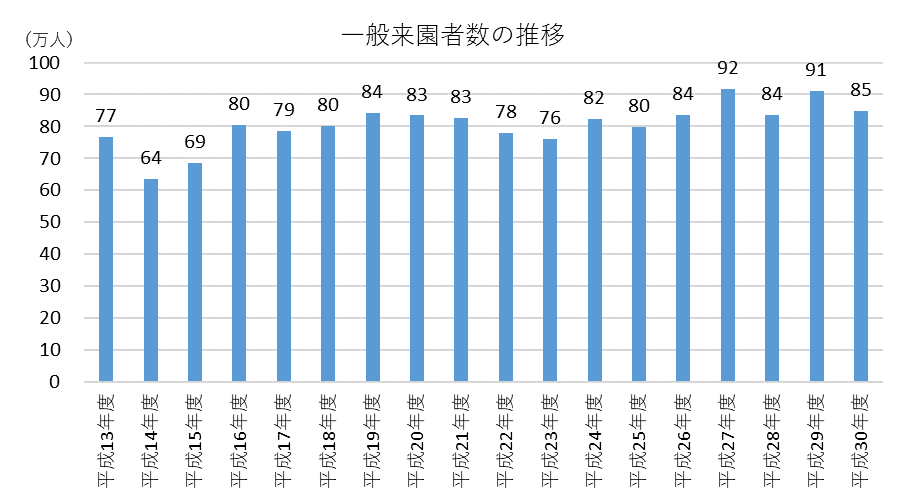 一般来園者数の推移
(万人)
100
90
80
70
60
50
40
30
20
10
0
77
64
69
80
79
80
84
83
83
78
76
82
80
84
92
84
91
85
平成13年度
平成14年度
平成15年度
平成16年度
平成17年度
平成18年度
平成19年度
平成20年度
平成21年度
平成22年度
平成23年度
平成24年度
平成25年度
平成26年度
平成27年度
平成28年度
平成29年度
平成30年度